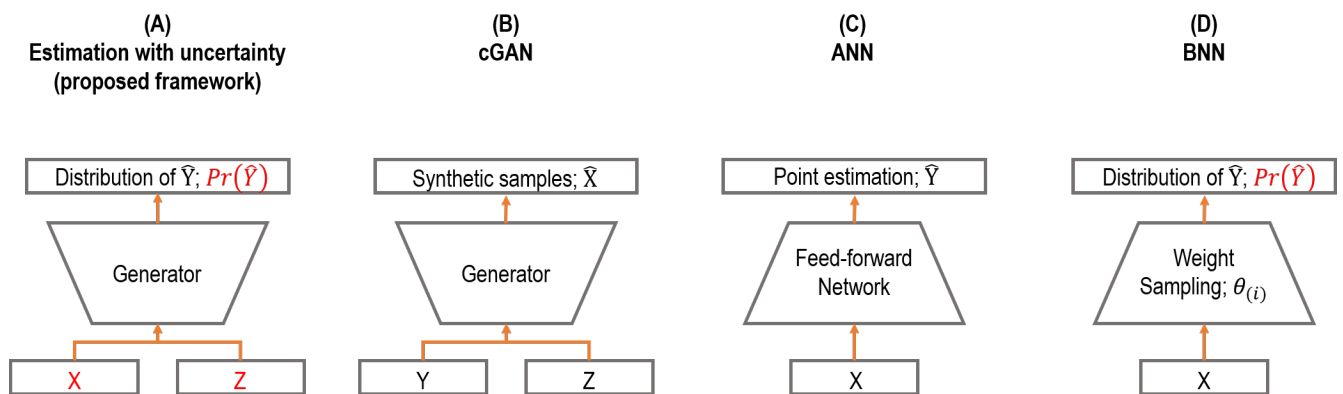 (A)
Estimation with uncertainty
(proposed framework)
Distribution of Ŷ; Pr(Ŷ)
Generator
X
Z
(B)
cGAN
Synthetic samples; X̂
Generator
Y
Z
(C)
ANN
Point estimation; Ŷ
Feed-forward
Network
X
(D)
BNN
Distribution of Ŷ; Pr(Ŷ)
Weight
Sampling; θ₍ᵢ₎
X